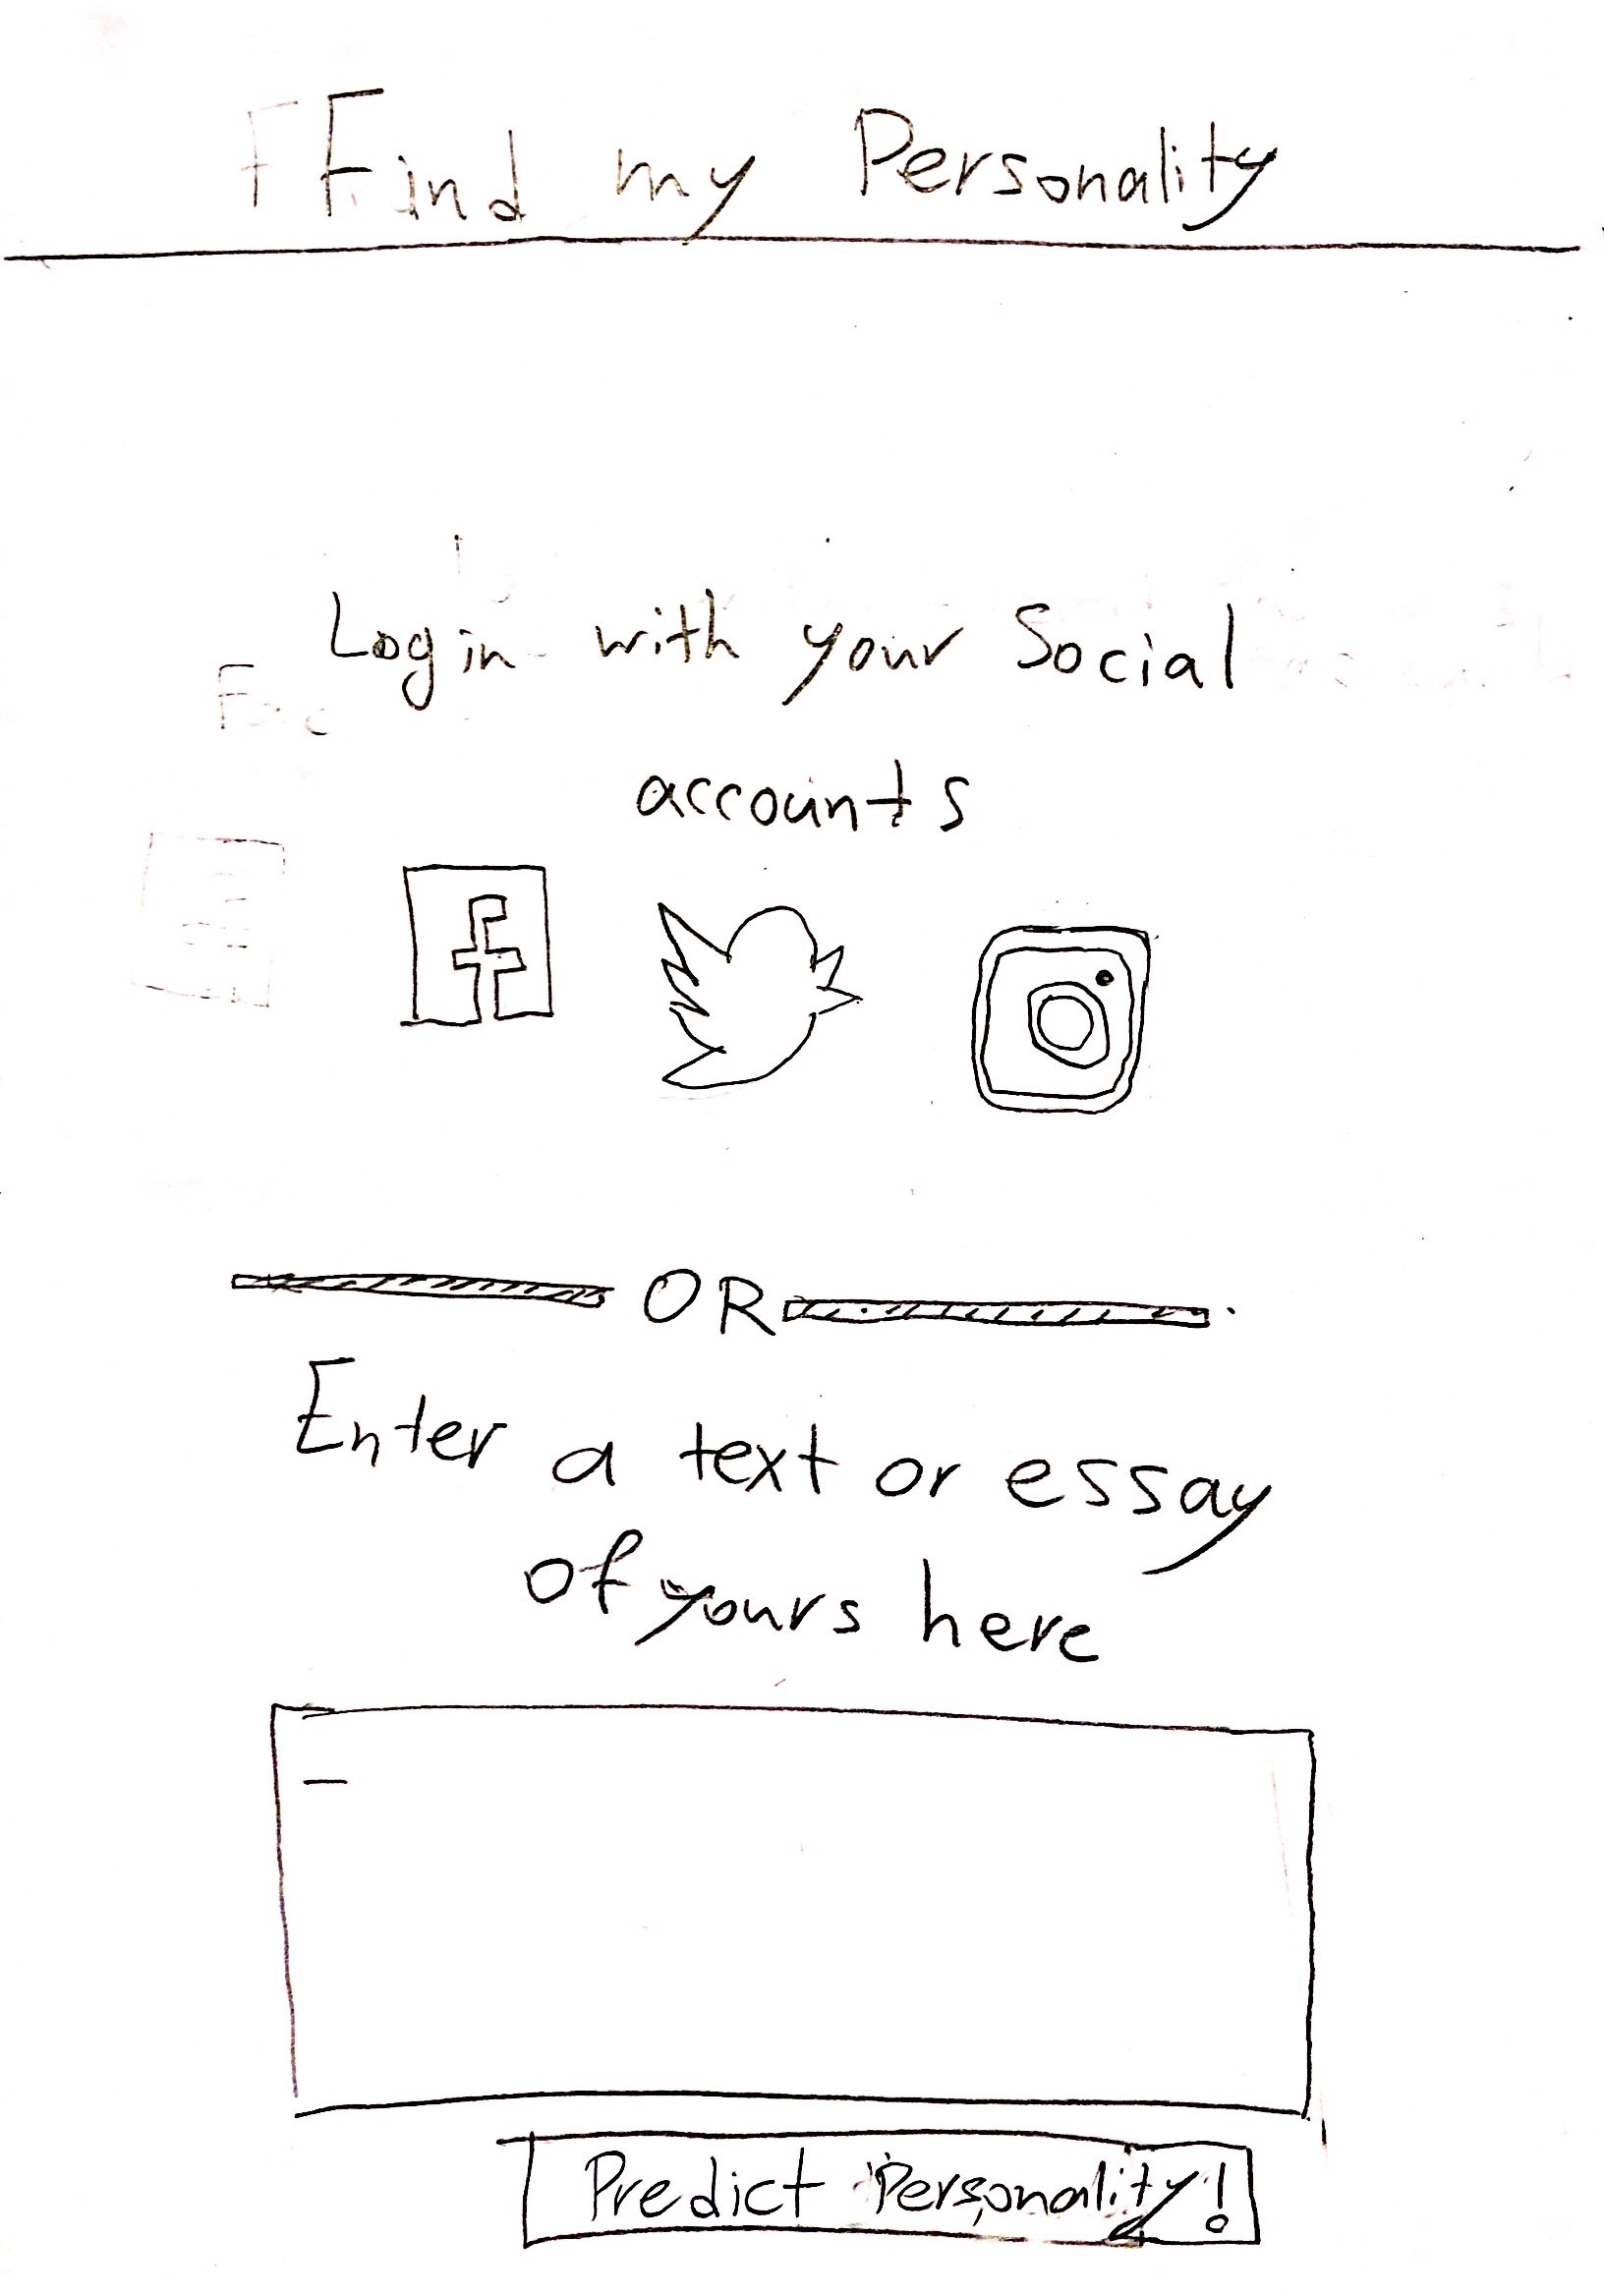 Find my Personality
Login with your Social
accounts
f
OR
Enter a text or essay
of yours here
Predict Personality!